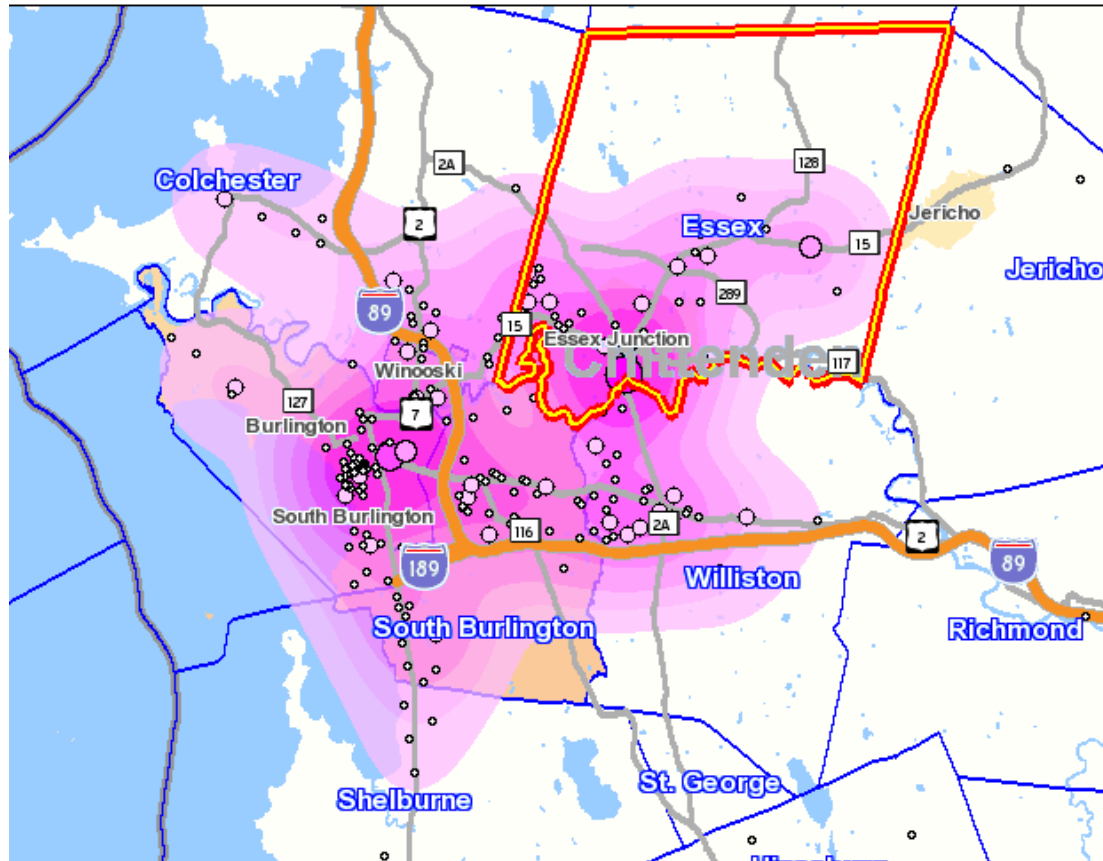 2A
128
Colchester
Jericho
2
Essex
15
Jericho
289
89
15
Essex Junction
Chittenden
117
Winooski
127
7
Burlington
South Burlington
116
2A
2
189
Williston
89
South Burlington
Richmond
St. George
Shelburne